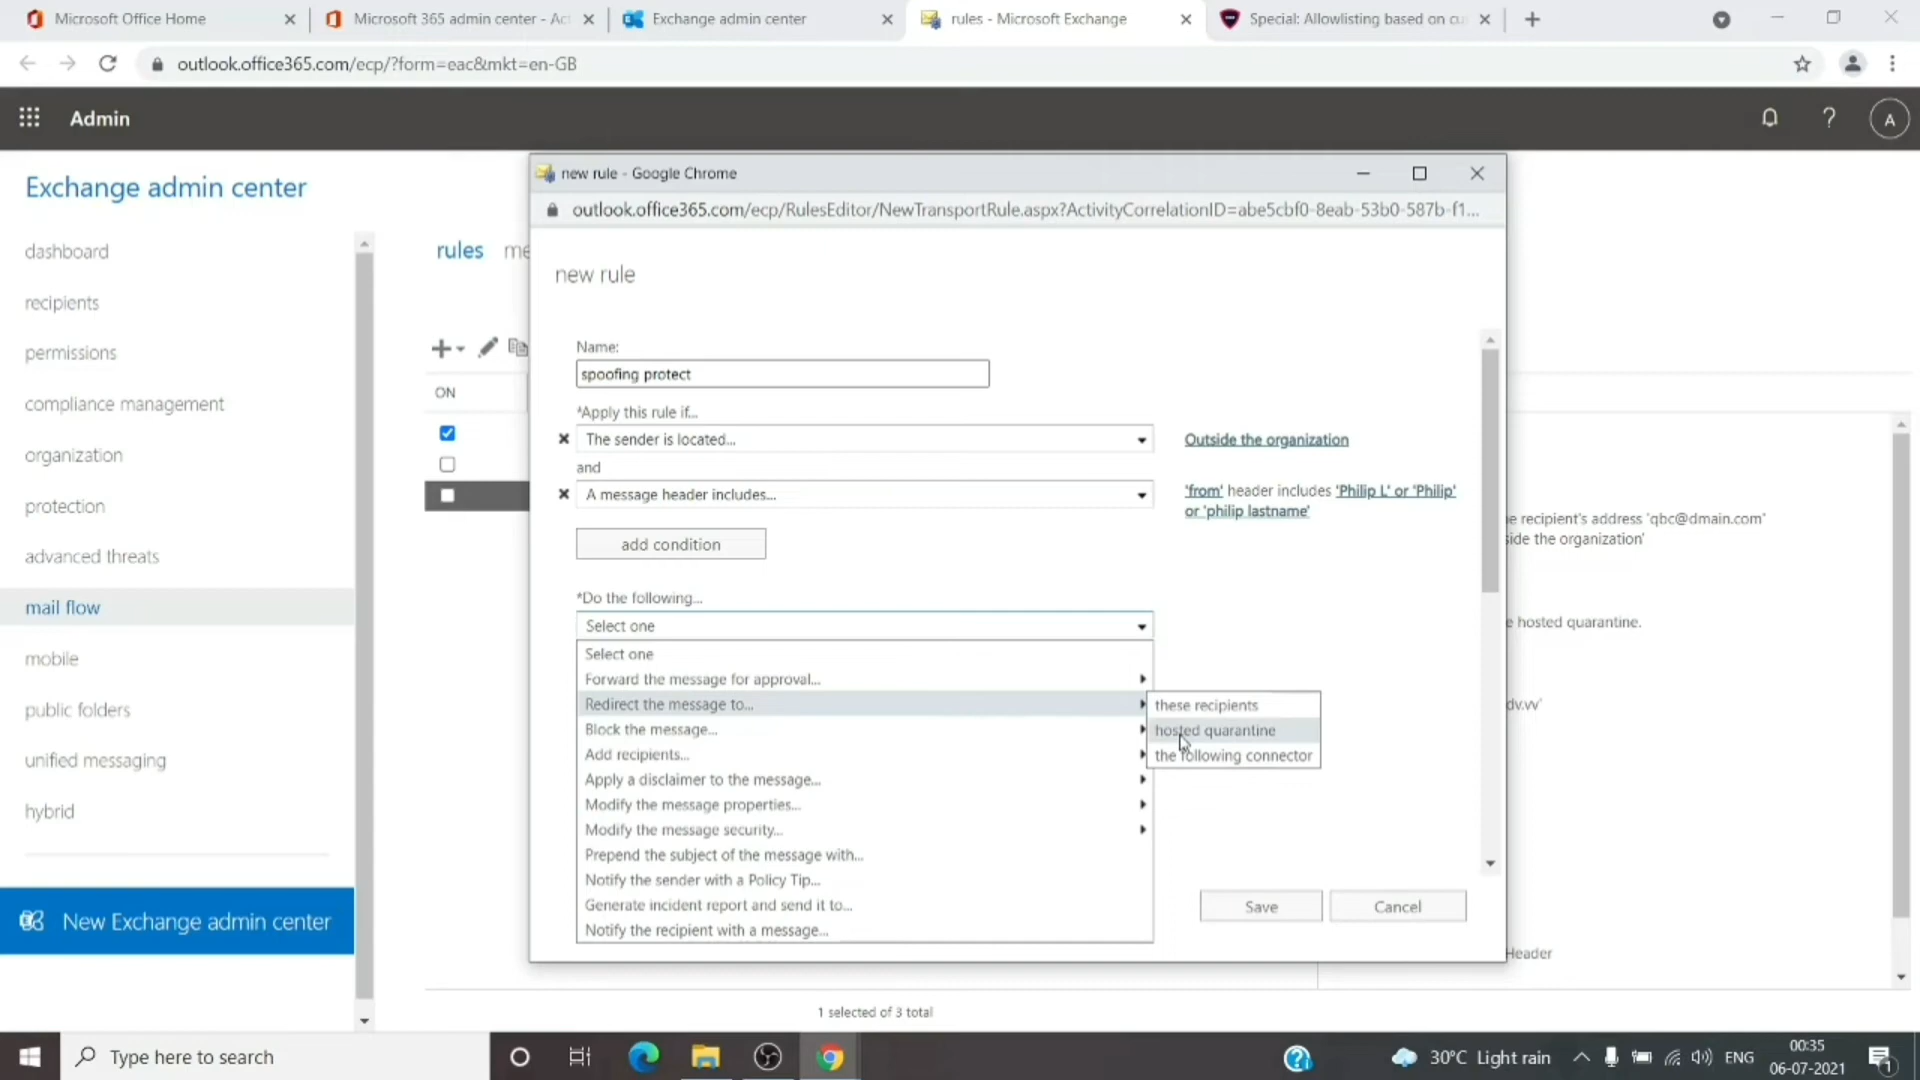 Microsoft Office Home
Microsoft 365 admin center - Ac
Exchange admin center
rules - Microsoft Exchange
Special: Allowlisting based on cu
outlook.office365.com/ecp/?form=eac&mkt=en-GB
Admin
A
Exchange admin center
dashboard
recipients
permissions
compliance management
organization
protection
advanced threats
mail flow
mobile
public folders
unified messaging
hybrid
New Exchange admin center
rules me
ON
new rule - Google Chrome
outlook.office365.com/ecp/RulesEditor/NewTransportRule.aspx?ActivityCorrelationID=abe5cbf0-8eab-53b0-587b-f1...
new rule
Name:
spoofing protect
*Apply this rule if...
The sender is located...
Outside the organization
and
A message header includes...
'from' header includes 'Philip L' or 'Philip'
or 'philip lastname'
add condition
*Do the following...
Select one
Select one
Forward the message for approval...
Redirect the message to...
Block the message...
Add recipients...
Apply a disclaimer to the message...
Modify the message properties...
Modify the message security...
Prepend the subject of the message with...
Notify the sender with a Policy Tip...
Generate incident report and send it to...
Notify the recipient with a message...
these recipients
hosted quarantine
the following connector
Save
Cancel
e recipient's address 'qbc@dmain.com'
side the organization'
e hosted quarantine.
dv.vv'
Header
1 selected of 3 total
Type here to search
30°C Light rain
ENG
00:35
06-07-2021
1